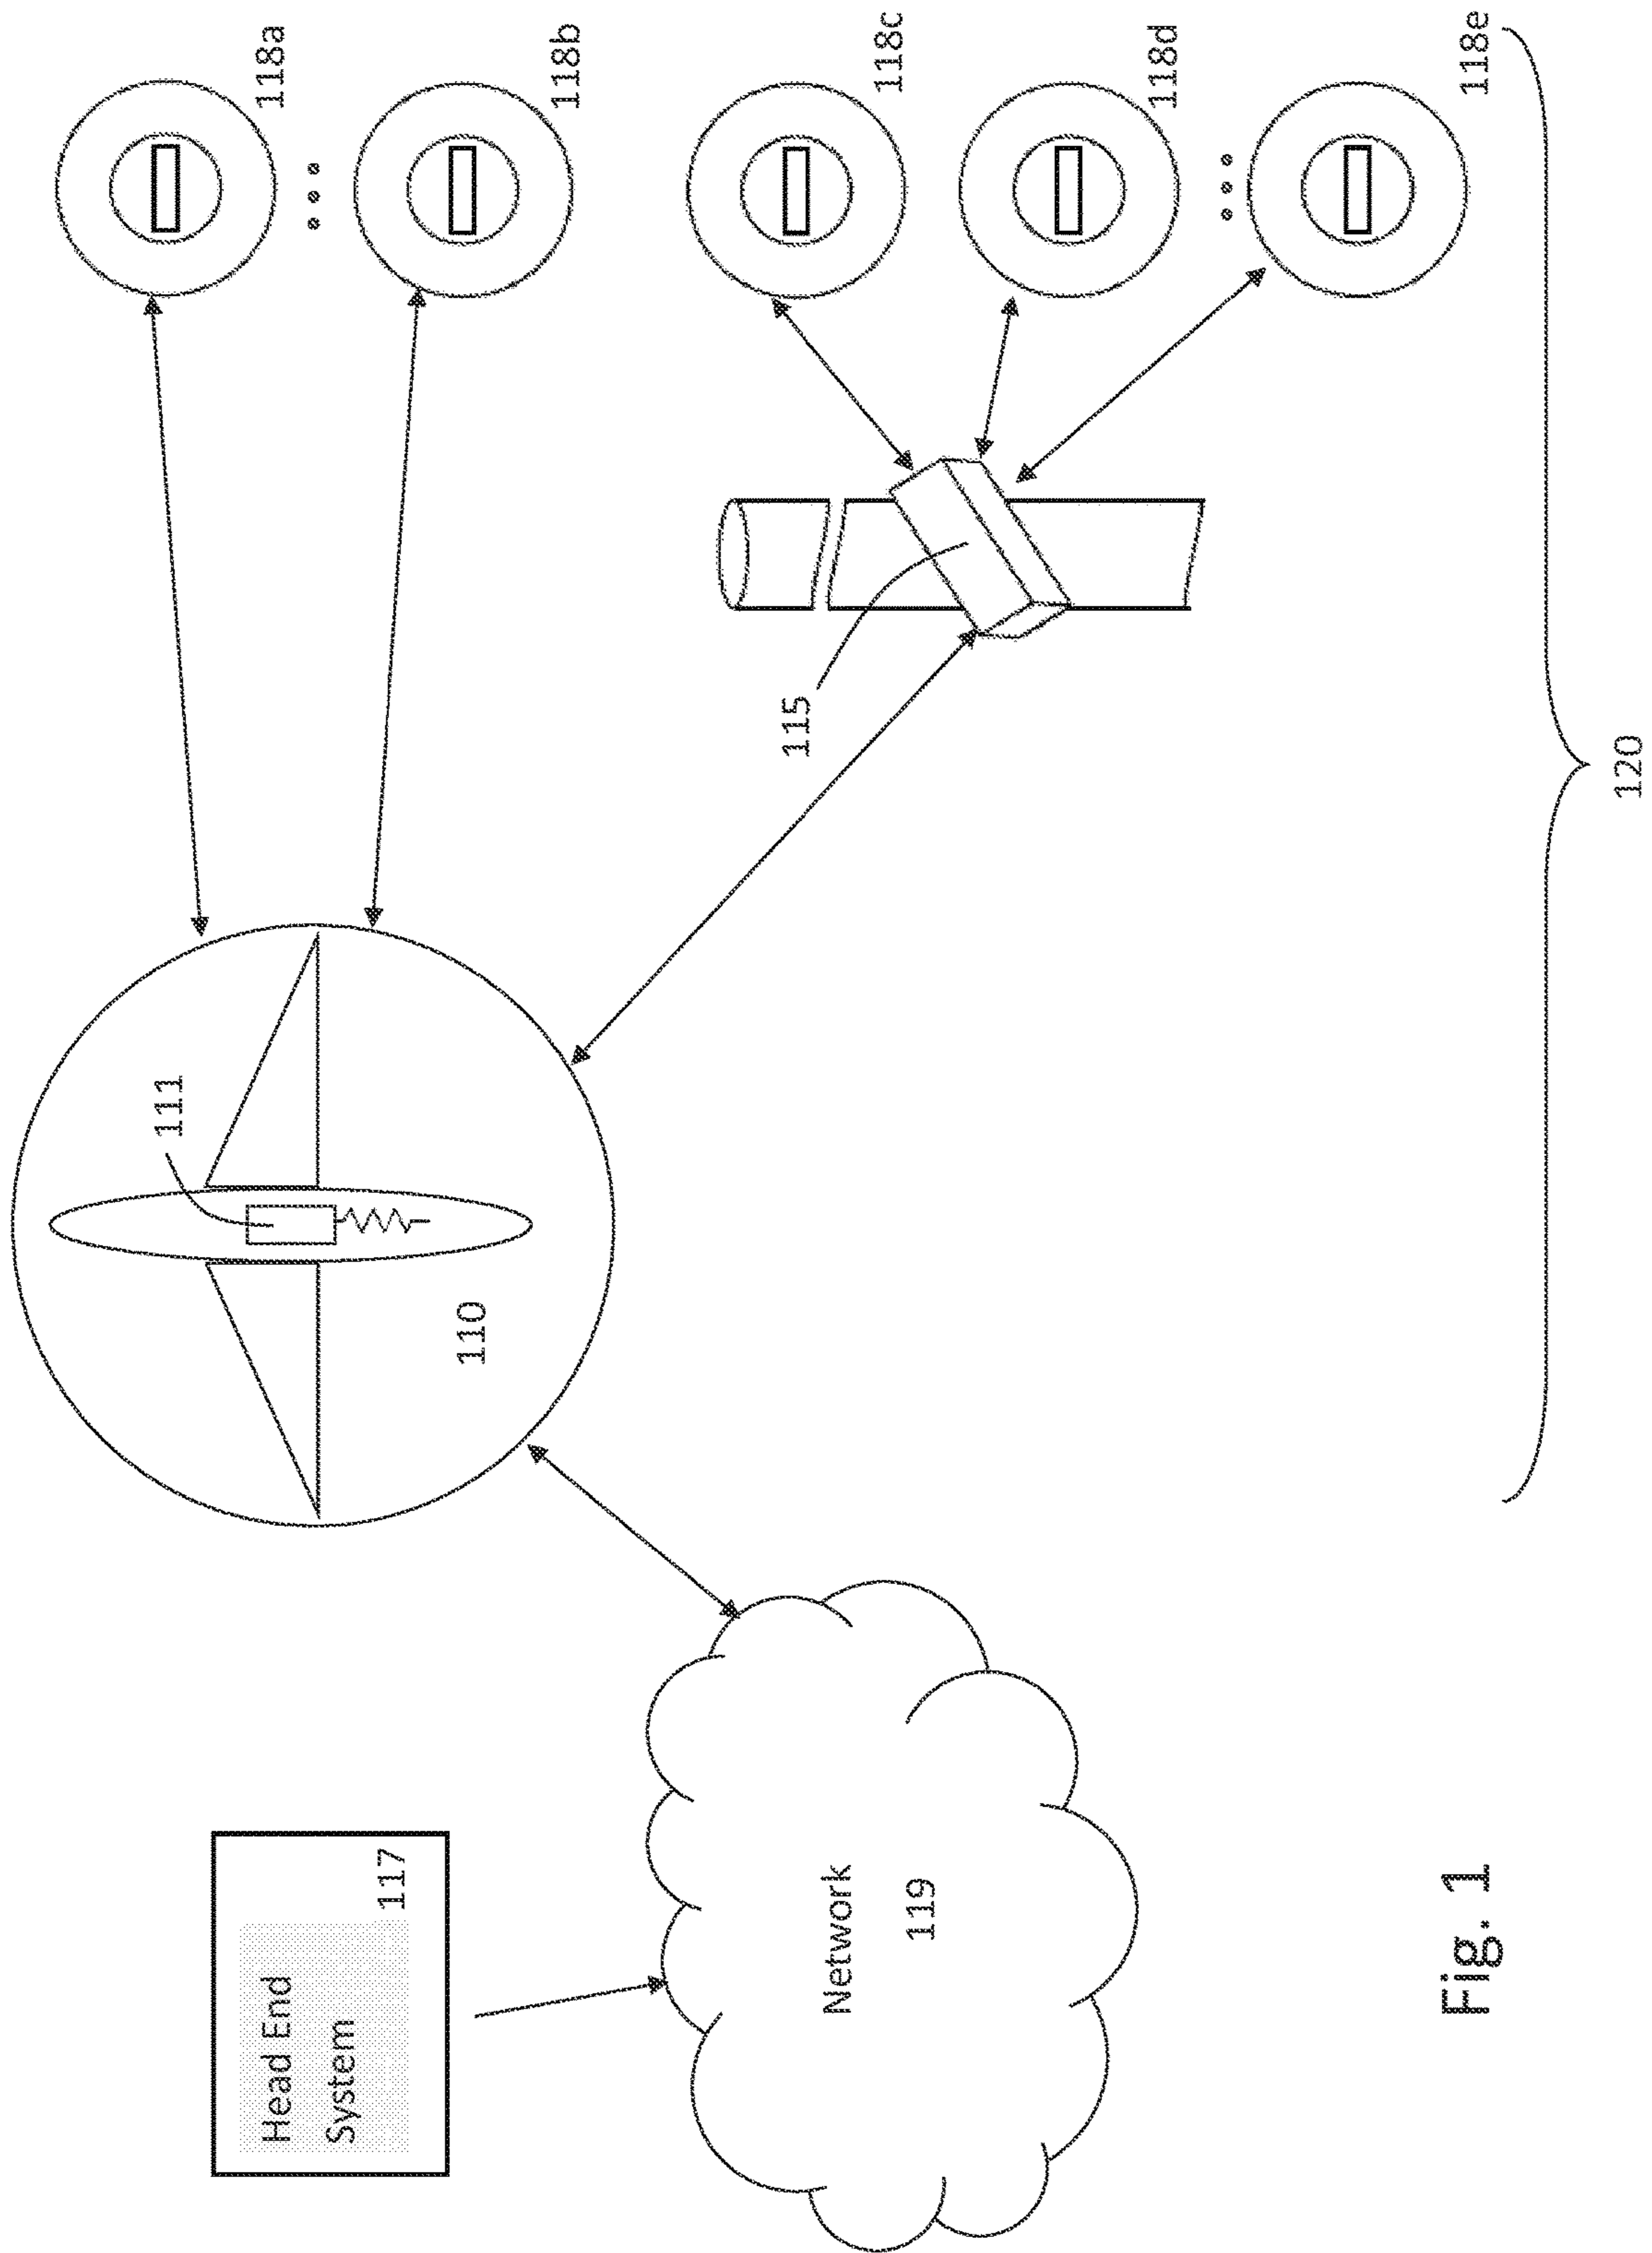 Head End
System
117
Network
119
110
111
115
118a
118b
118c
118d
118e
120
Fig. 1